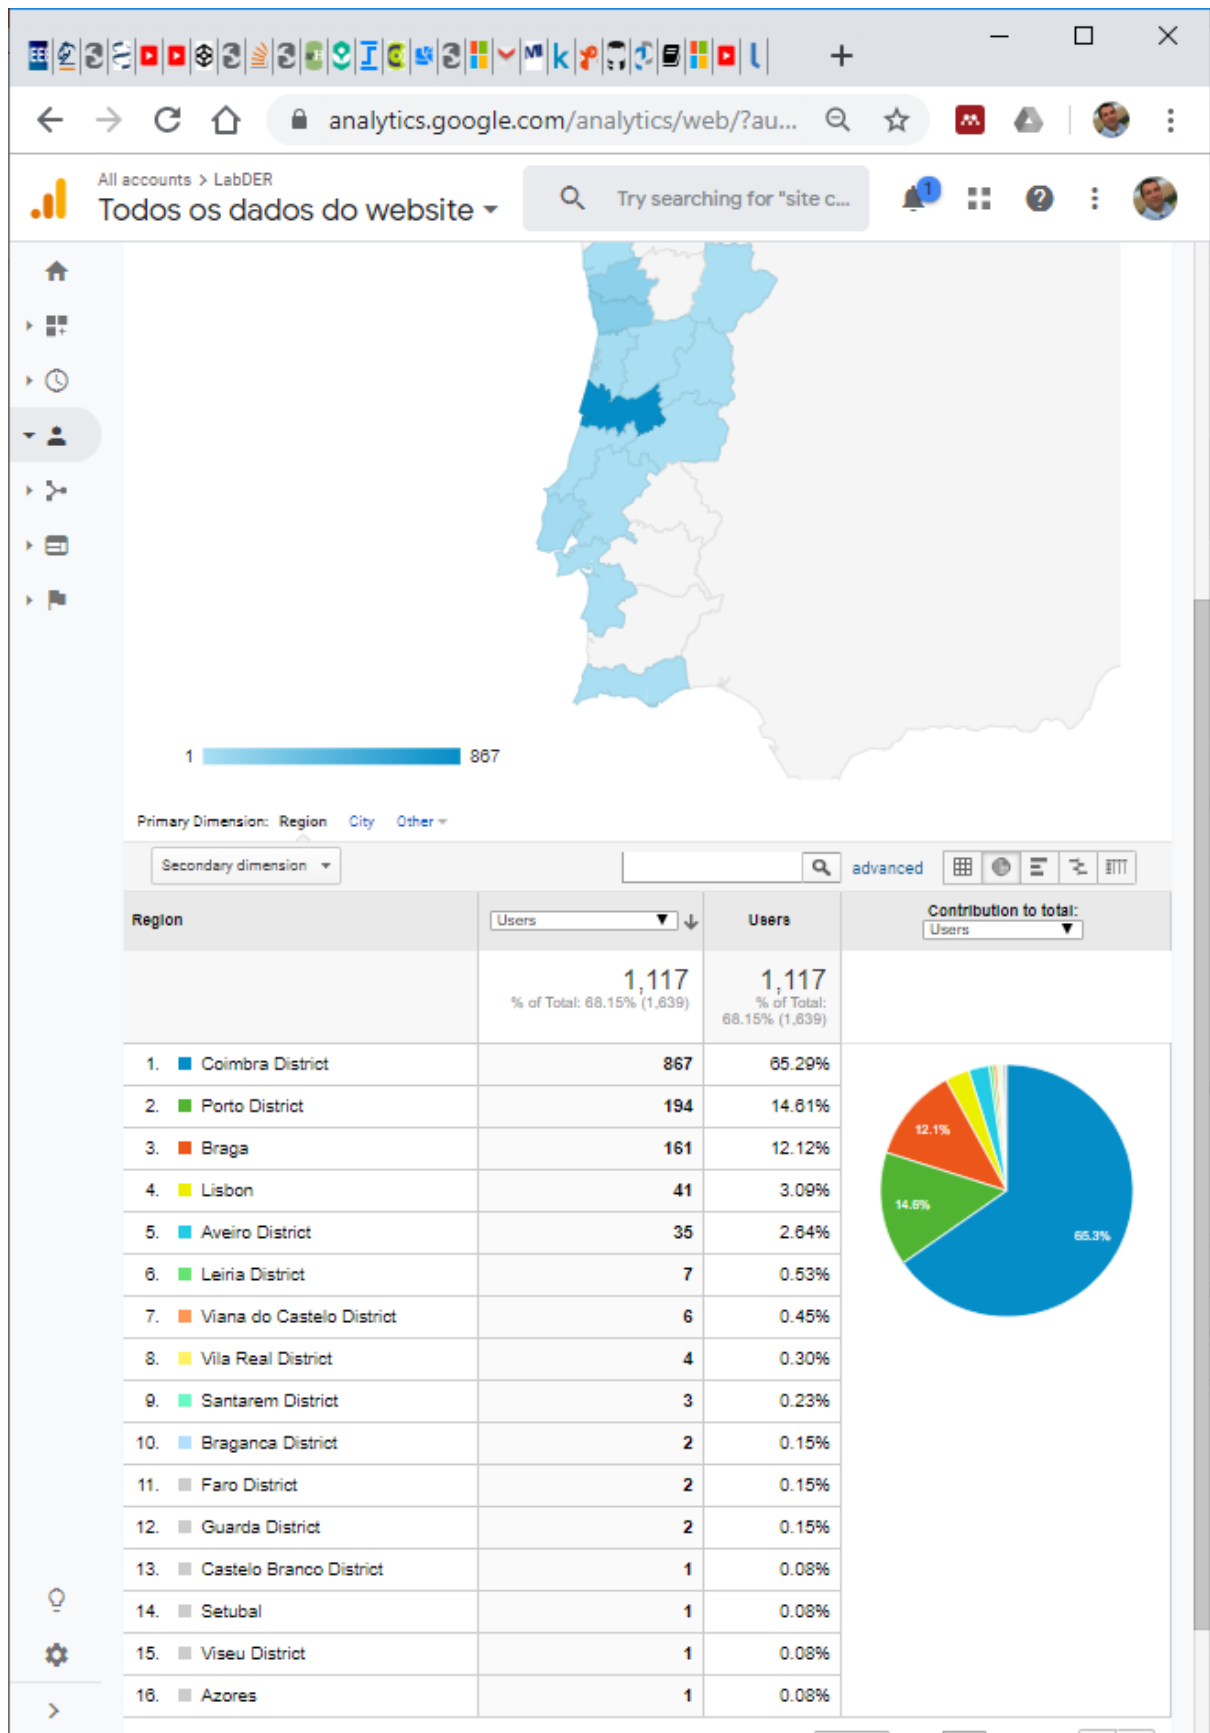 analytics.google.com/analytics/web/?au...
All accounts > LabDER
Todos os dados do website
Try searching for "site c...
1
1
867
Primary Dimension: Region City Other
Secondary dimension
advanced
Region
Users
Users
Contribution to total:
Users
1,117
% of Total: 68.15% (1,639)
1,117
% of Total:
68.15% (1,639)
1. Coimbra District 867 65.29%
2. Porto District 194 14.61%
3. Braga 161 12.12%
4. Lisbon 41 3.09%
5. Aveiro District 35 2.64%
6. Leiria District 7 0.53%
7. Viana do Castelo District 6 0.45%
8. Vila Real District 4 0.30%
9. Santarem District 3 0.23%
10. Braganca District 2 0.15%
11. Faro District 2 0.15%
12. Guarda District 2 0.15%
13. Castelo Branco District 1 0.08%
14. Setubal 1 0.08%
15. Viseu District 1 0.08%
16. Azores 1 0.08%
12.1%
14.6%
65.3%